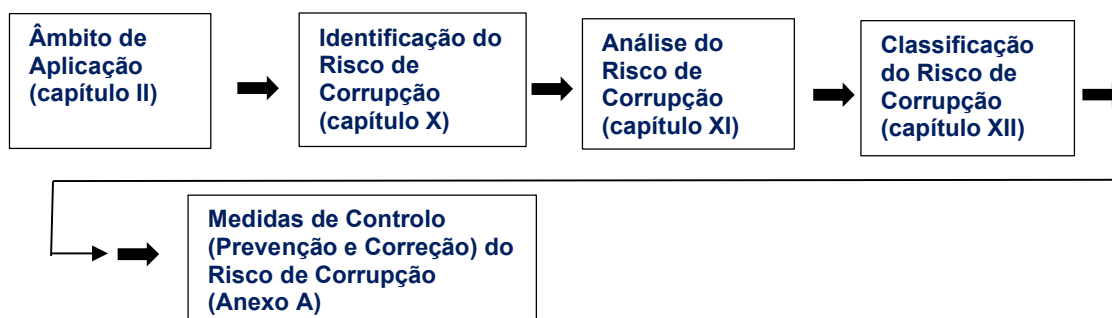 Âmbito de
Aplicação
(capítulo II)
Identificação do
Risco de
Corrupção
(capítulo X)
Análise do
Risco de
Corrupção
(capítulo XI)
Classificação
do Risco de
Corrupção
(capítulo XII)
Medidas de Controlo
(Prevenção e Correção) do
Risco de Corrupção
(Anexo A)